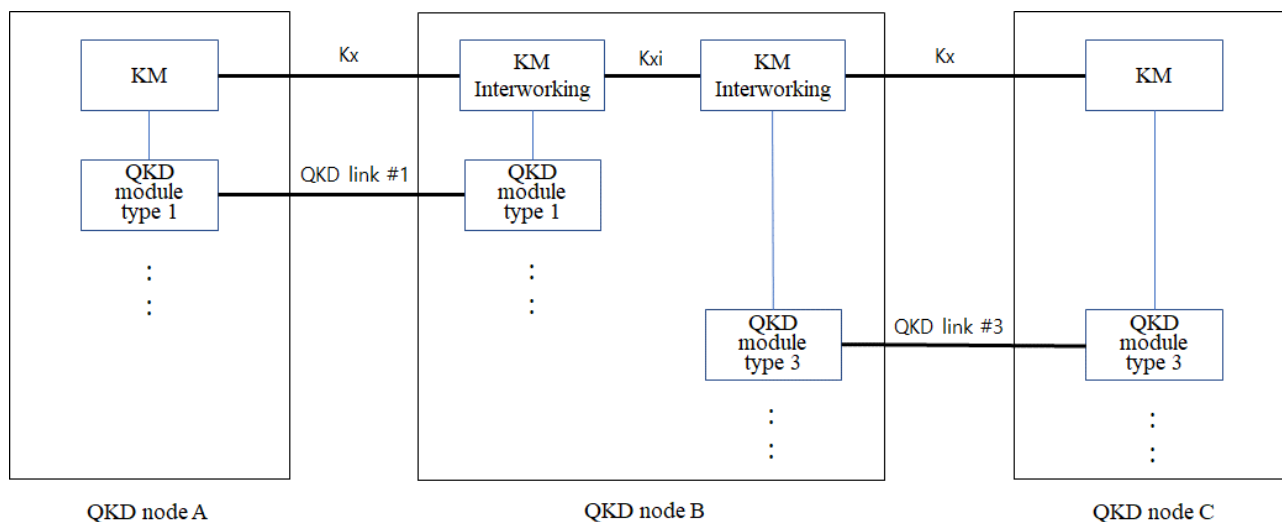 Kx
Kxi
Kx
KM
KM
Interworking
KM
Interworking
KM
QKD
module
type 1
QKD link #1
QKD
module
type 1
QKD
module
type 3
QKD link #3
QKD
module
type 3
QKD node A
QKD node B
QKD node C